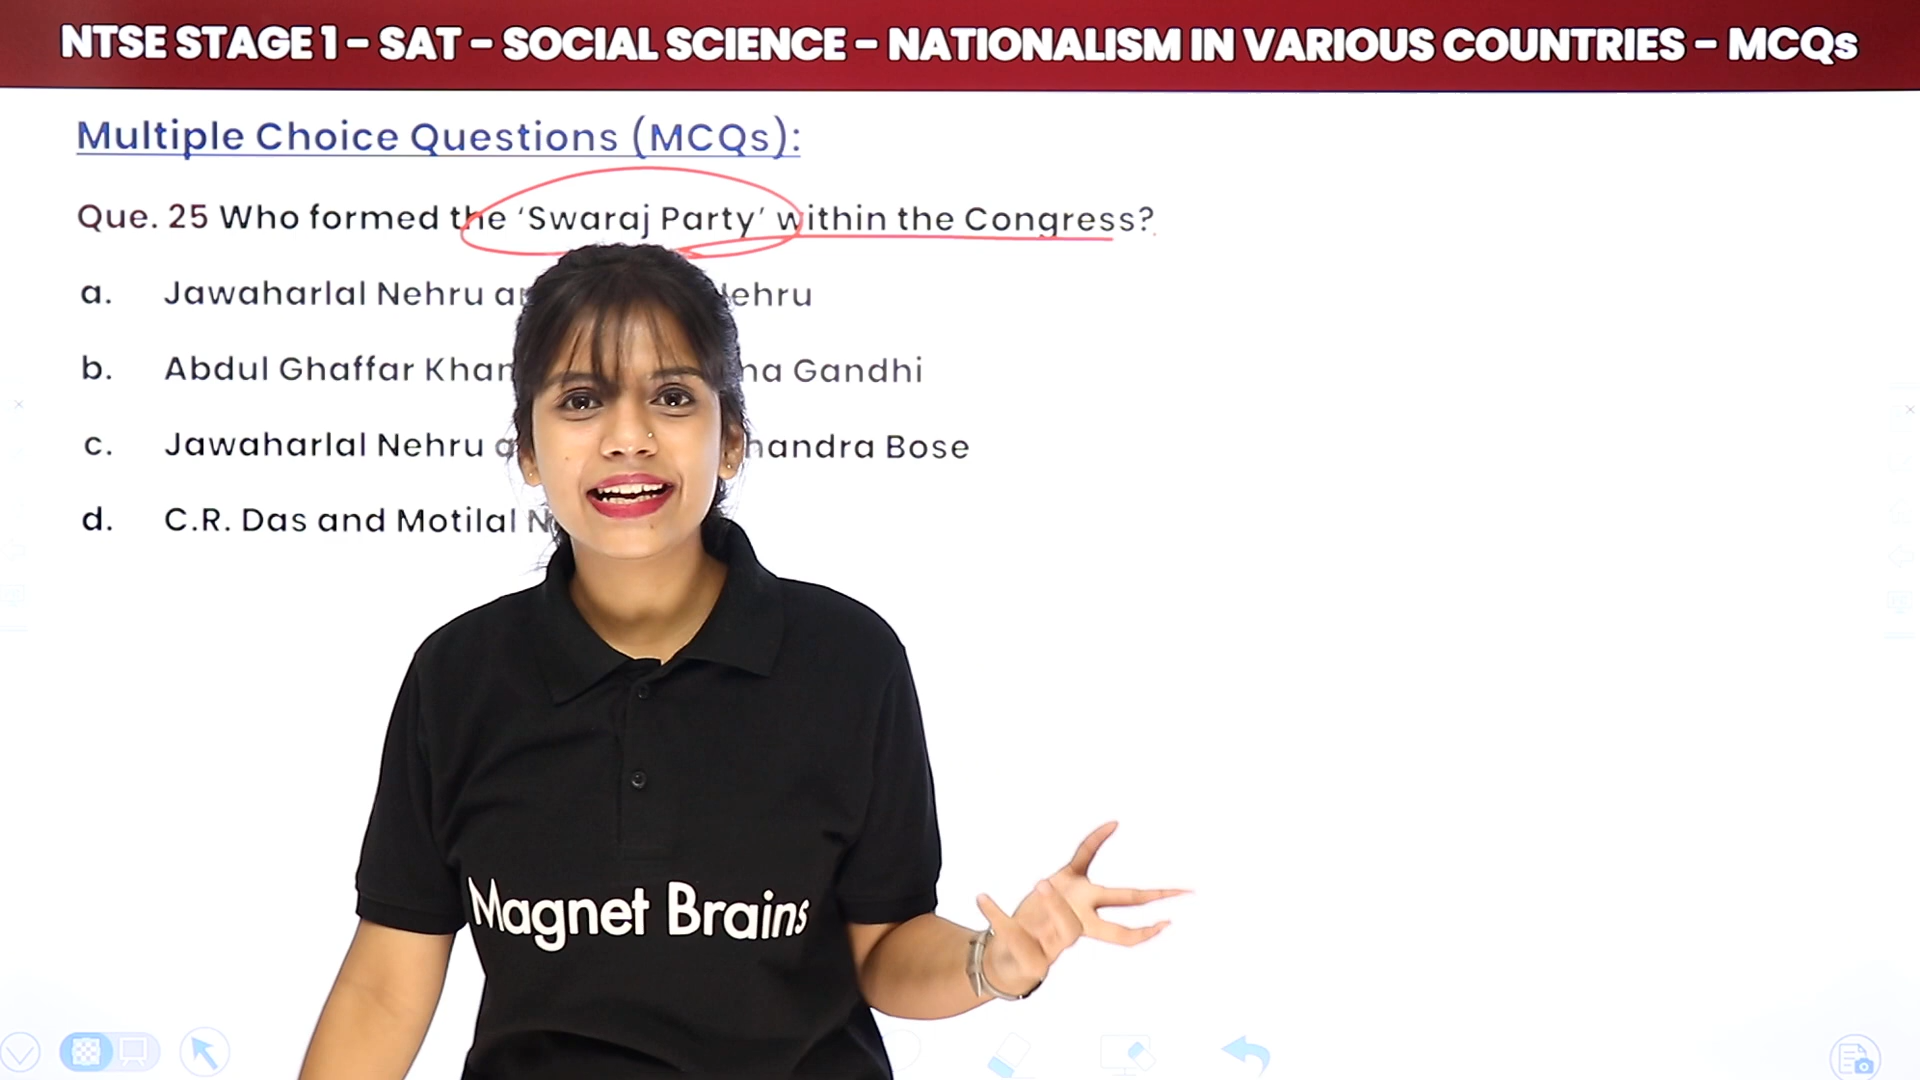 NTSE STAGE 1 - SAT - SOCIAL SCIENCE - NATIONALISM IN VARIOUS COUNTRIES - MCQs
Multiple Choice Questions (MCQs):
Que. 25 Who formed the ‘Swaraj Party’ within the Congress?
a. Jawaharlal Nehru
b. Abdul Ghaffar Khan Gandhi
c. Jawaharlal Nehru Bose
d. C.R. Das and Motilal
Magnet Brains